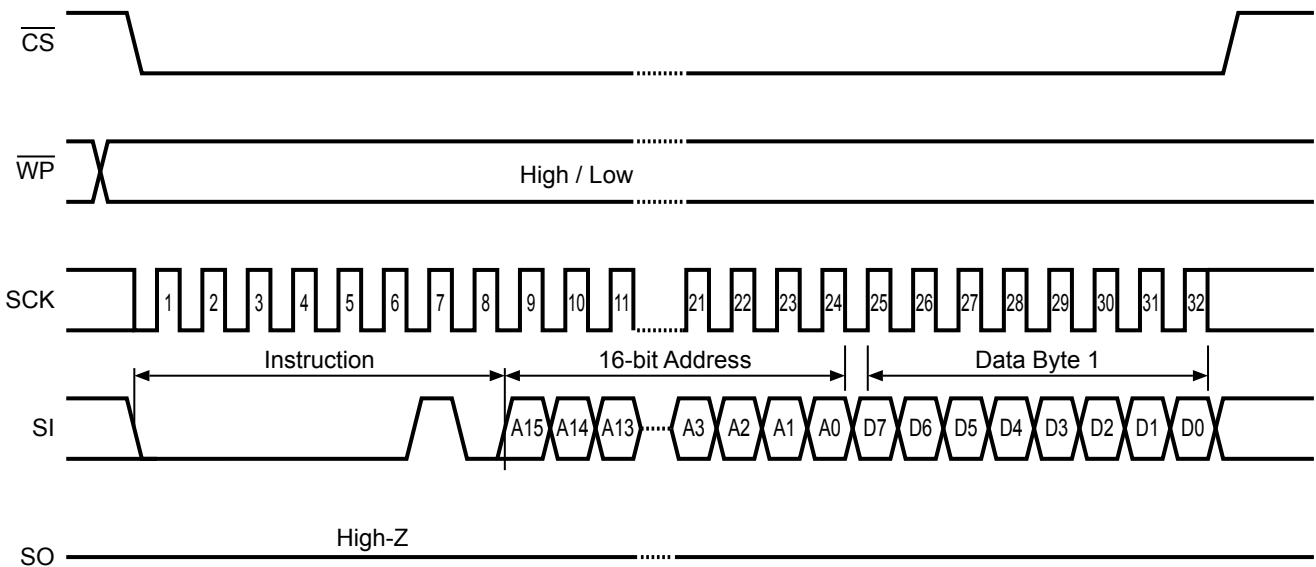 CS
WP
High / Low
SCK
1 2 3 4 5 6 7 8 9 10 11 21 22 23 24 25 26 27 28 29 30 31 32
Instruction 16-bit Address Data Byte 1
SI
A15 A14 A13 A3 A2 A1 A0 D7 D6 D5 D4 D3 D2 D1 D0
High-Z
SO